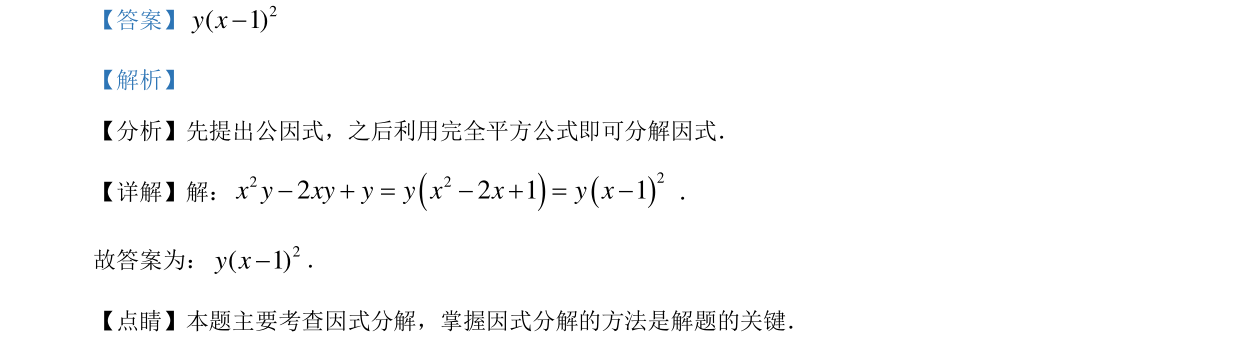 【答案】y(x−1)²
【解析】
【分析】先提出公因式，之后利用完全平方公式即可分解因式．
【详解】解：x²y−2xy+y=y(x²−2x+1)=y(x−1)²．
故答案为：y(x−1)²．
【点睛】本题主要考查因式分解，掌握因式分解的方法是解题的关键．